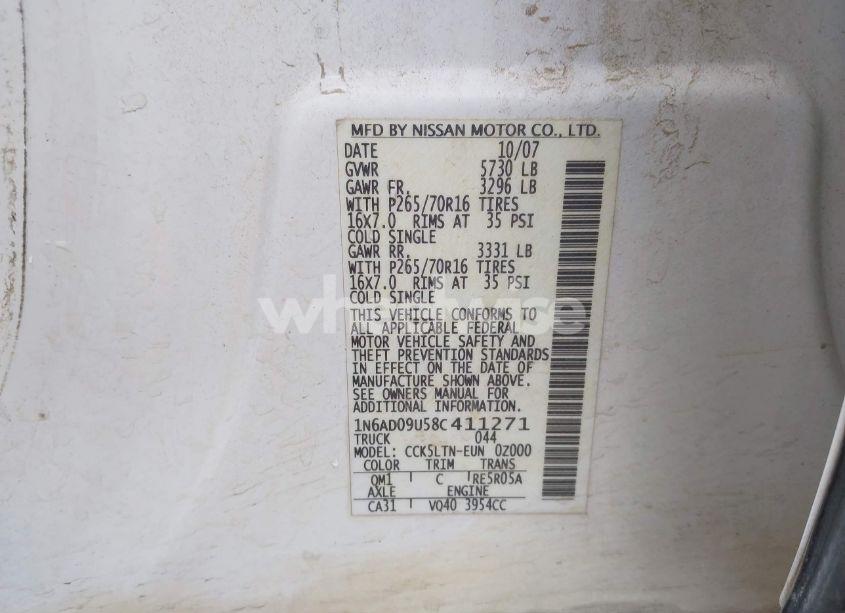 MFD BY NISSAN MOTOR CO., LTD.
DATE 10/07
GVWR 5730 LB
GAWR FR. 3296 LB
WITH P265/70R16 TIRES
16X7.0 RIMS AT 35 PSI
COLD SINGLE
GAWR RR. 3331 LB
WITH P265/70R16 TIRES
16X7.0 RIMS AT 35 PSI
COLD SINGLE
THIS VEHICLE CONFORMS TO
ALL APPLICABLE FEDERAL
MOTOR VEHICLE SAFETY AND
THEFT PREVENTION STANDARDS
IN EFFECT ON THE DATE OF
MANUFACTURE SHOWN ABOVE.
SEE OWNERS MANUAL FOR
ADDITIONAL INFORMATION.
1N6AD09U58C411271
TRUCK 044
MODEL: CCK5LTN-EUN 0Z000
COLOR TRIM TRANS
QM1 C RE5R05A
AXLE ENGINE
CA31 VQ40 3954CC